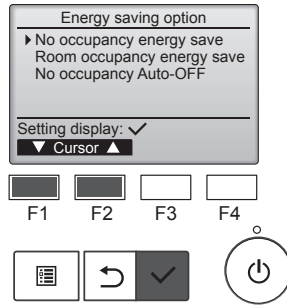 Energy saving option
No occupancy energy save
Room occupancy energy save
No occupancy Auto-OFF
Setting display: ✓
▼ Cursor ▲
F1 F2 F3 F4